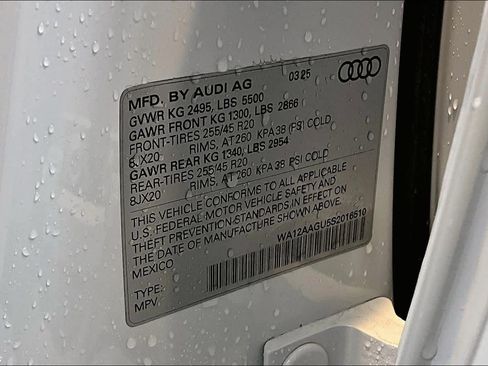 MFD. BY AUDI AG 03/25
GVWR KG 2495, LBS 5500
GAWR FRONT KG 1300, LBS 2866
FRONT-TIRES 255/45 R20
8JX20 RIMS, AT 260 KPA 38 (PSI) COLD
GAWR REAR KG 1340, LBS 2954
REAR-TIRES 255/45 R20
8JX20 RIMS, AT 260 KPA 38 PSI COLD
THIS VEHICLE CONFORMS TO ALL APPLICABLE
U.S. FEDERAL MOTOR VEHICLE SAFETY AND
THEFT PREVENTION STANDARDS IN EFFECT ON
THE DATE OF MANUFACTURE SHOWN ABOVE.
MEXICO
WA12AAGU5S2016510
TYPE:
MPV